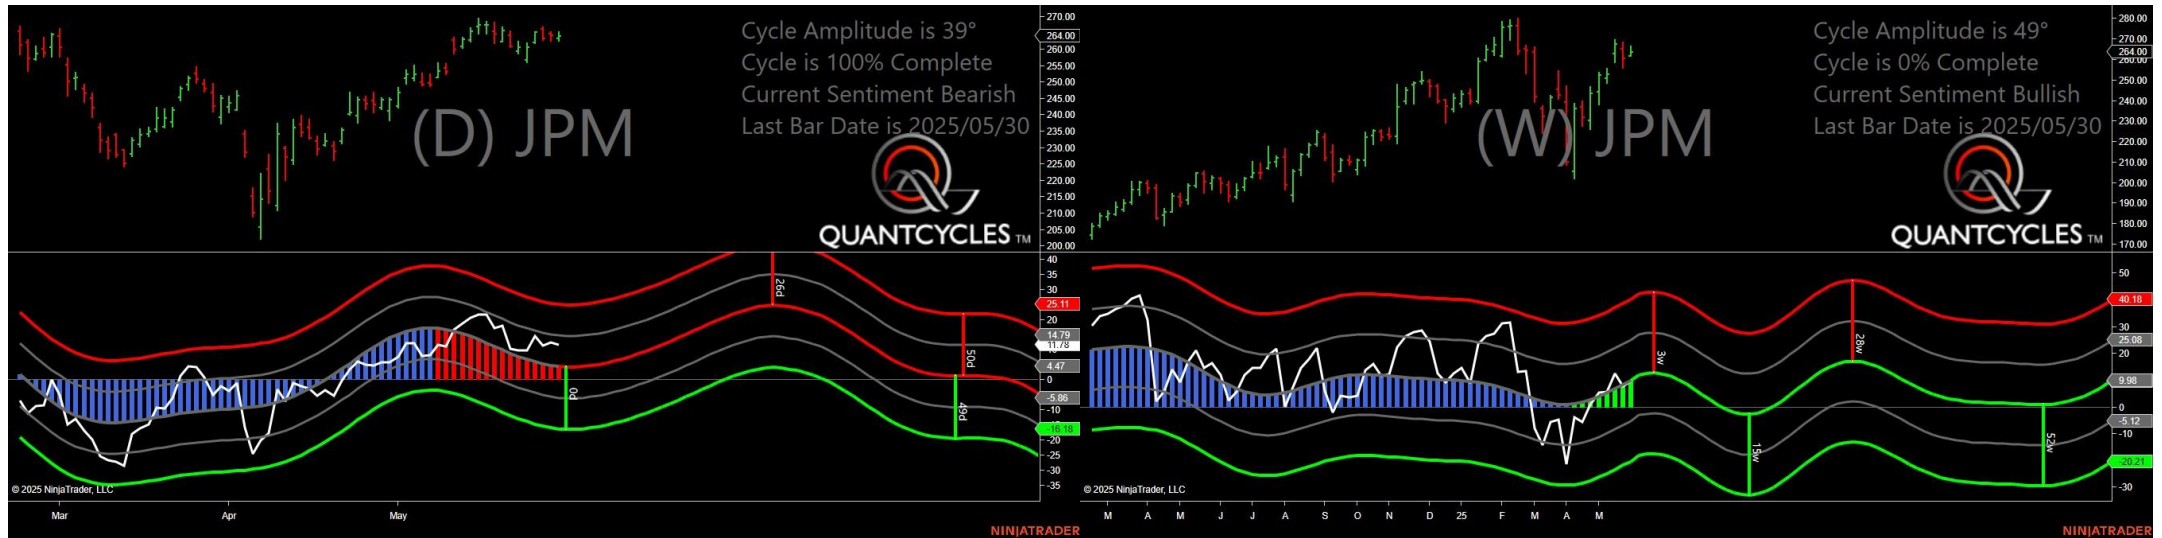 Cycle Amplitude is 39°
Cycle is 100% Complete
Current Sentiment Bearish
Last Bar Date is 2025/05/30
(D) JPM
QUANTCYCLES TM
270.00
264.00
260.00
255.00
250.00
245.00
240.00
235.00
230.00
225.00
220.00
215.00
210.00
205.00
200.00
40
35
30
25.11
20
14.79
11.78
4.47
0
-5.86
-10
-16.18
-20
-25
-30
-35
26d
0d
50d
49d
© 2025 NinjaTrader, LLC
Mar
Apr
May
NINJATRADER
Cycle Amplitude is 49°
Cycle is 0% Complete
Current Sentiment Bullish
Last Bar Date is 2025/05/30
(W) JPM
QUANTCYCLES TM
280.00
270.00
264.00
260.00
250.00
240.00
230.00
220.00
210.00
200.00
190.00
180.00
170.00
50
40.18
30
25.08
20
9.98
0
-5.12
-10
-20.21
-30
3w
28w
15w
52w
© 2025 NinjaTrader, LLC
M A M J J A S O N D 25 F M A M
NINJATRADER